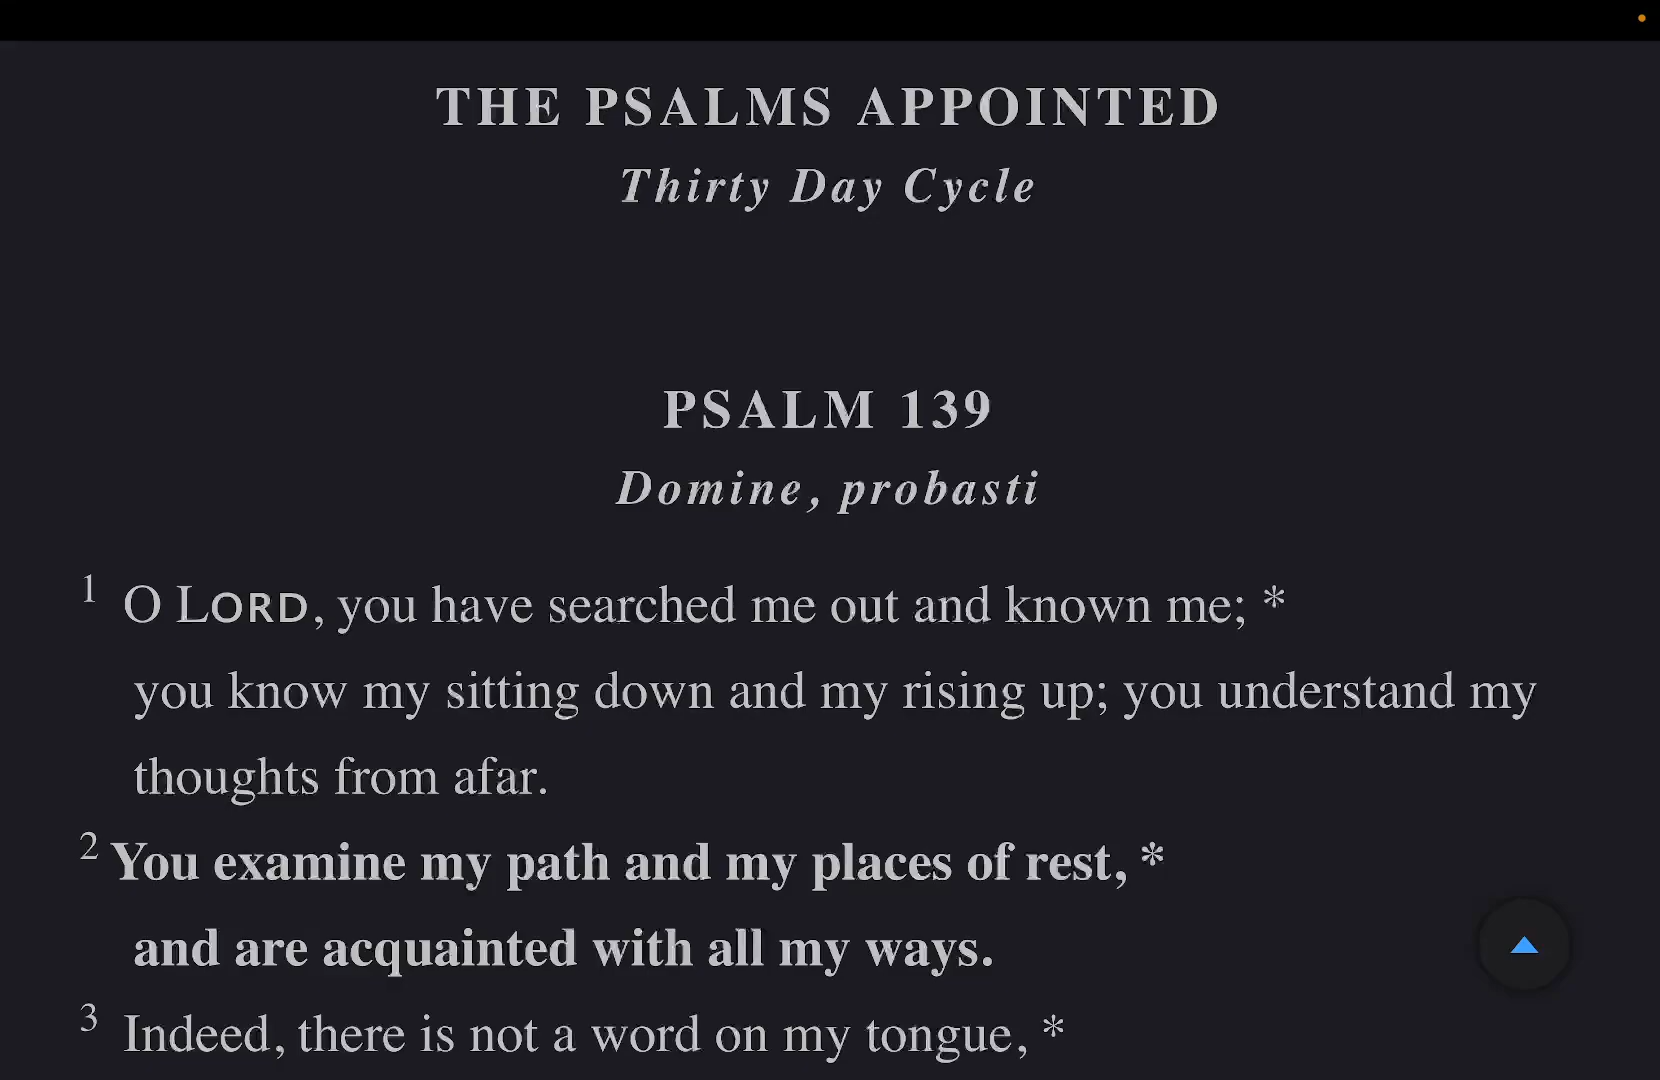 THE PSALMS APPOINTED
Thirty Day Cycle
PSALM 139
Domine, probasti
1 O LORD, you have searched me out and known me; *
you know my sitting down and my rising up; you understand my
thoughts from afar.
2 You examine my path and my places of rest, *
and are acquainted with all my ways.
3 Indeed, there is not a word on my tongue, *